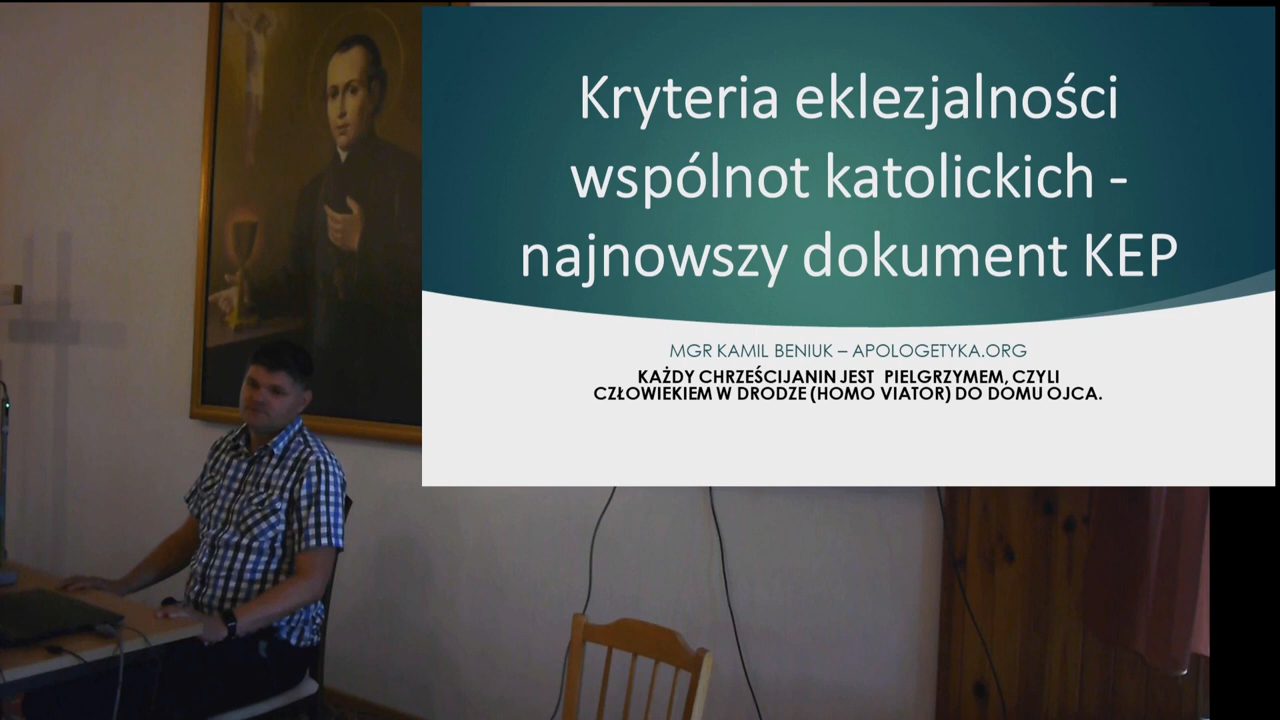 Kryteria eklezjalności
wspólnot katolickich -
najnowszy dokument KEP
MGR KAMIL BENIUK – APOLOGETYKA.ORG
KAŻDY CHRZEŚCIJANIN JEST PIELGRZYMEM, CZYLI
CZŁOWIEKIEM W DRODZE (HOMO VIATOR) DO DOMU OJCA.